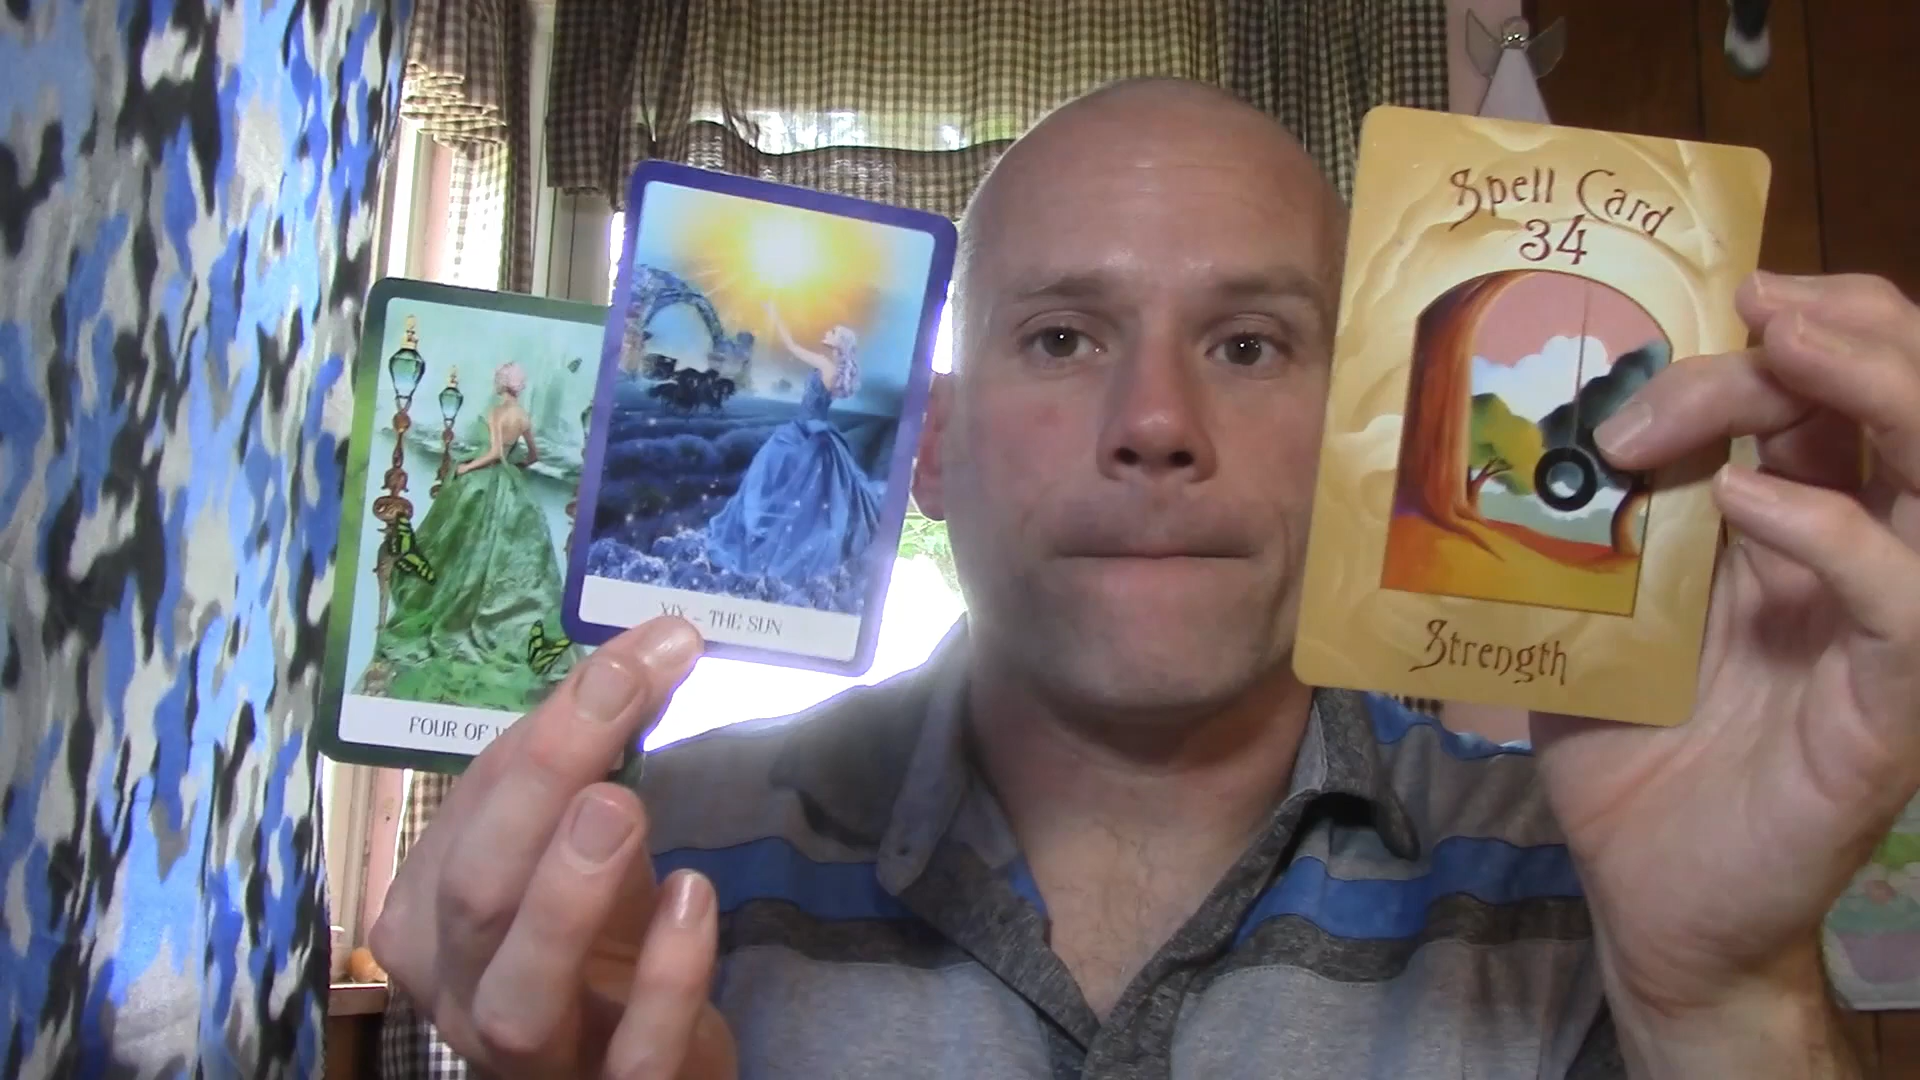 FOUR OF
XIX - THE SUN
Spell Card
34
Strength